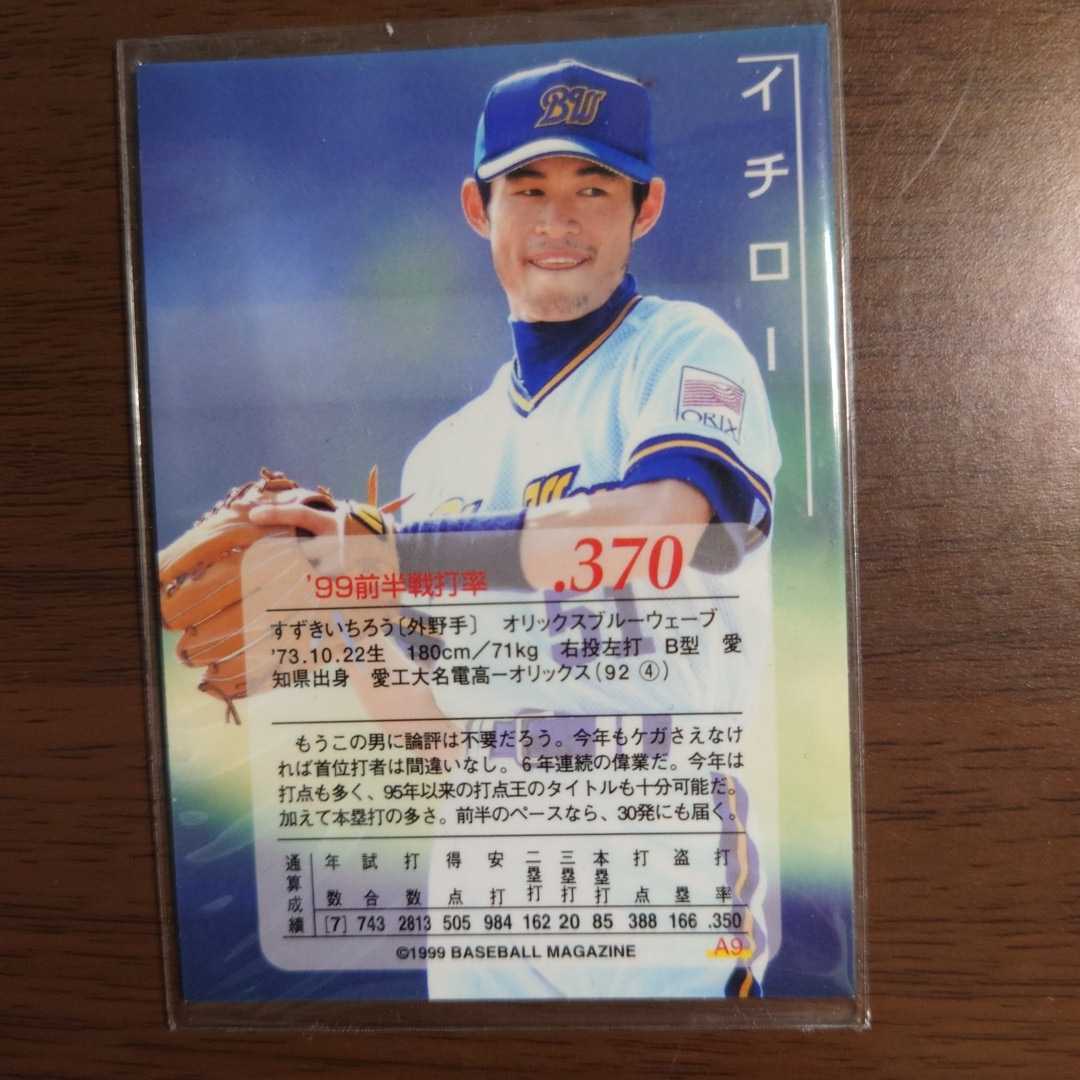 BW
イチロー
ORIX
'99前半戦打率 .370
51
すずきいちろう〔外野手〕 オリックスブルーウェーブ
'73.10.22生 180cm/71kg 右投左打 B型 愛
知県出身 愛工大名電高ーオリックス(92 ④)
もうこの男に論評は不要だろう。今年もケガさえなけ
れば首位打者は間違いなし。6年連続の偉業だ。今年は
打点も多く、95年以来の打点王のタイトルも十分可能だ。
加えて本塁打の多さ。前半のペースなら、30発にも届く。
通算成績 年数 試合 打数 得点 安打 二塁打 三塁打 本塁打 打点 盗塁 打率
[7] 743 2813 505 984 162 20 85 388 166 .350
©1999 BASEBALL MAGAZINE A9